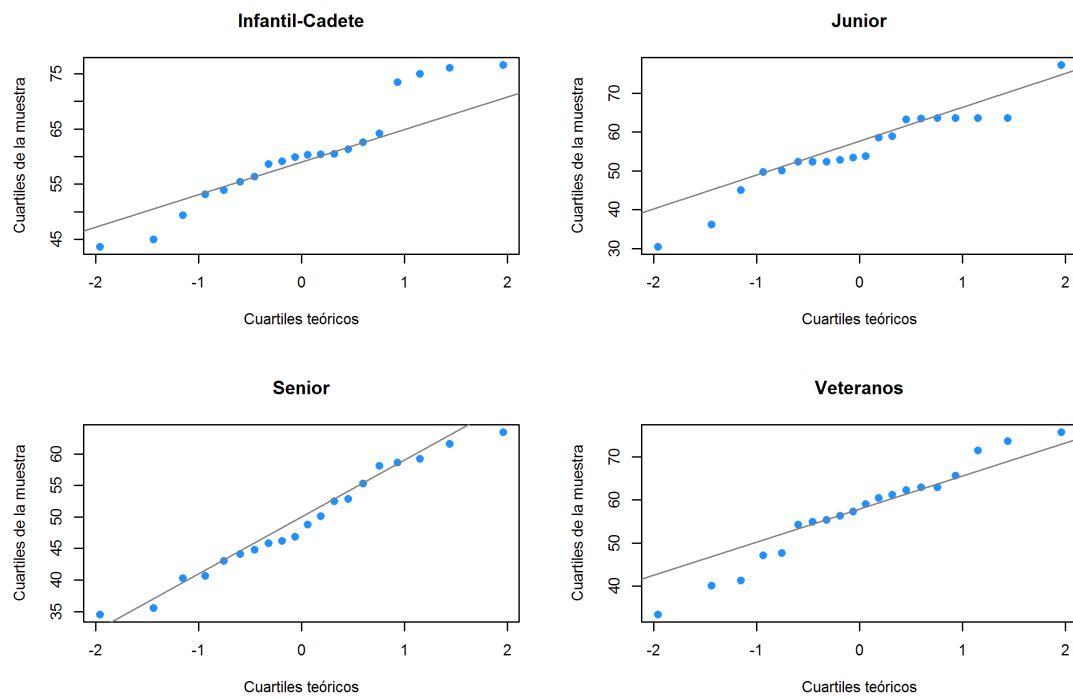 Infantil-Cadete
Cuartiles de la muestra
75
65
55
45
-2 -1 0 1 2
Cuartiles teóricos
Junior
Cuartiles de la muestra
70
60
50
40
30
-2 -1 0 1 2
Cuartiles teóricos
Senior
Cuartiles de la muestra
60
55
50
45
40
35
-2 -1 0 1 2
Cuartiles teóricos
Veteranos
Cuartiles de la muestra
70
60
50
40
-2 -1 0 1 2
Cuartiles teóricos